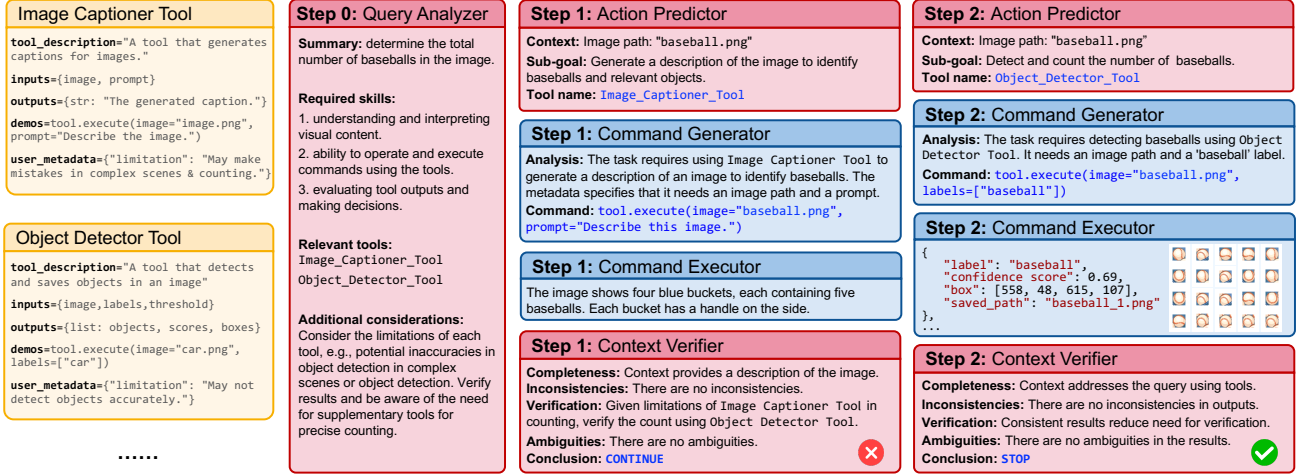 Image Captioner Tool
tool_description="A tool that generates
captions for images."
inputs={image, prompt}
outputs={str: "The generated caption."}
demos=tool.execute(image="image.png",
prompt="Describe the image.")
user_metadata={"limitation": "May make
mistakes in complex scenes & counting."}
Object Detector Tool
tool_description="A tool that detects
and saves objects in an image"
inputs={image,labels,threshold}
outputs={list: objects, scores, boxes}
demos=tool.execute(image="car.png",
labels=["car"])
user_metadata={"limitation": "May not
detect objects accurately."}
......
Step 0: Query Analyzer
Summary: determine the total
number of baseballs in the image.
Required skills:
1. understanding and interpreting
visual content.
2. ability to operate and execute
commands using the tools.
3. evaluating tool outputs and
making decisions.
Relevant tools:
Image_Captioner_Tool
Object_Detector_Tool
Additional considerations:
Consider the limitations of each
tool, e.g., potential inaccuracies in
object detection in complex
scenes or object detection. Verify
results and be aware of the need
for supplementary tools for
precise counting.
Step 1: Action Predictor
Context: Image path: "baseball.png"
Sub-goal: Generate a description of the image to identify
baseballs and relevant objects.
Tool name: Image_Captioner_Tool
Step 1: Command Generator
Analysis: The task requires using Image Captioner Tool to
generate a description of an image to identify baseballs. The
metadata specifies that it needs an image path and a prompt.
Command: tool.execute(image="baseball.png",
prompt="Describe this image.")
Step 1: Command Executor
The image shows four blue buckets, each containing five
baseballs. Each bucket has a handle on the side.
Step 1: Context Verifier
Completeness: Context provides a description of the image.
Inconsistencies: There are no inconsistencies.
Verification: Given limitations of Image Captioner Tool in
counting, verify the count using Object Detector Tool.
Ambiguities: There are no ambiguities.
Conclusion: CONTINUE
Step 2: Action Predictor
Context: Image path: "baseball.png"
Sub-goal: Detect and count the number of baseballs.
Tool name: Object_Detector_Tool
Step 2: Command Generator
Analysis: The task requires detecting baseballs using Object
Detector Tool. It needs an image path and a 'baseball' label.
Command: tool.execute(image="baseball.png",
labels=["baseball"])
Step 2: Command Executor
{
"label": "baseball",
"confidence score": 0.69,
"box": [558, 48, 615, 107],
"saved_path": "baseball_1.png"
},
...
Step 2: Context Verifier
Completeness: Context addresses the query using tools.
Inconsistencies: There are no inconsistencies in outputs.
Verification: Consistent results reduce need for verification.
Ambiguities: There are no ambiguities in the results.
Conclusion: STOP